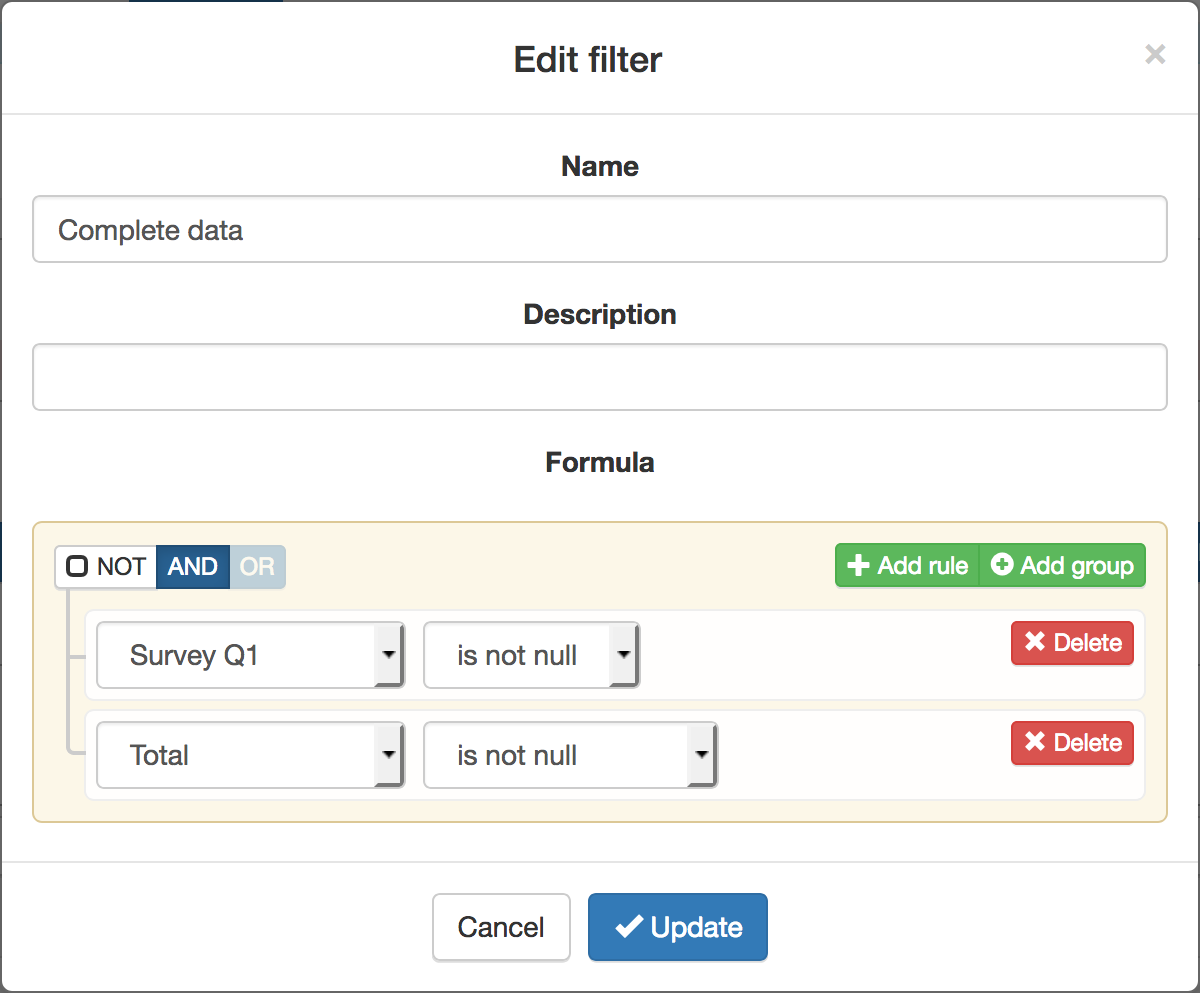 Edit filter ×
Name
Complete data
Description
Formula
NOT AND OR Add rule Add group
Survey Q1 is not null Delete
Total is not null Delete
Cancel Update